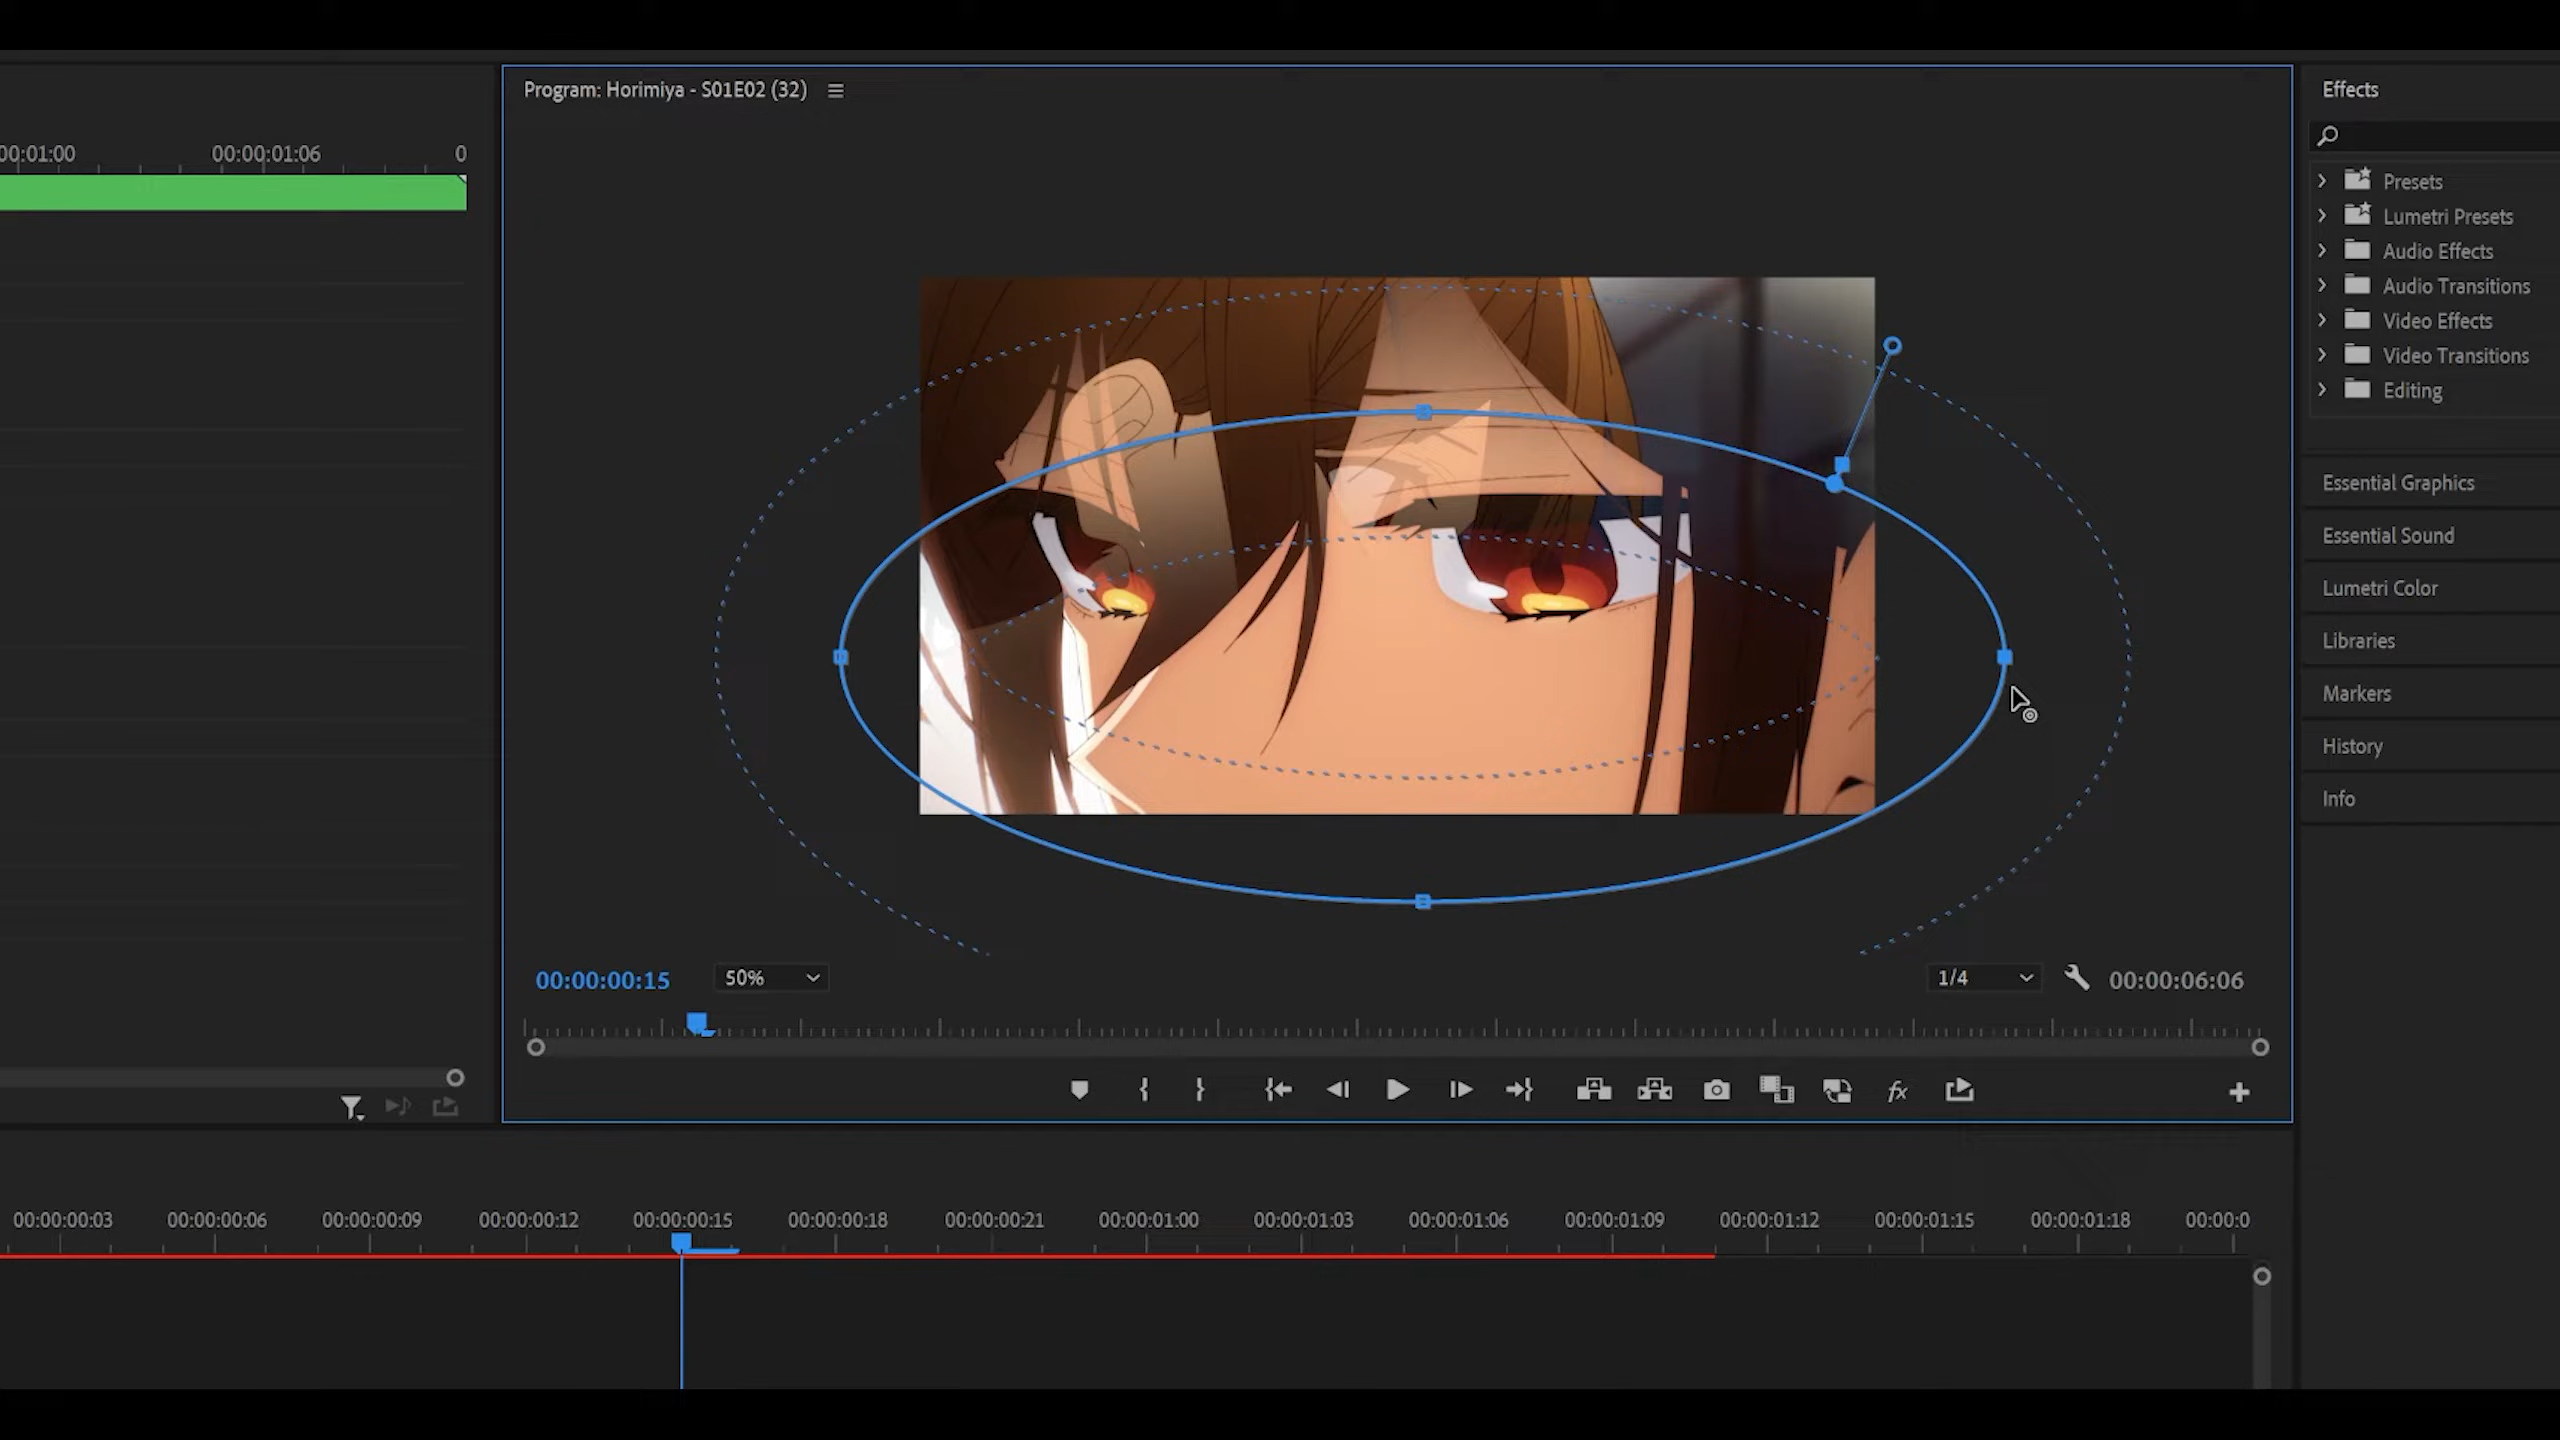 Program: Horimiya - S01E02 (32)
Effects
00:01:00
00:00:01:06
0
Presets
Lumetri Presets
Audio Effects
Audio Transitions
Video Effects
Video Transitions
Editing
Essential Graphics
Essential Sound
Lumetri Color
Libraries
Markers
History
Info
00:00:00:15
50%
1/4
00:00:06:06
fx
00:00:00:03
00:00:00:06
00:00:00:09
00:00:00:12
00:00:00:15
00:00:00:18
00:00:00:21
00:00:01:00
00:00:01:03
00:00:01:06
00:00:01:09
00:00:01:12
00:00:01:15
00:00:01:18
00:00:0